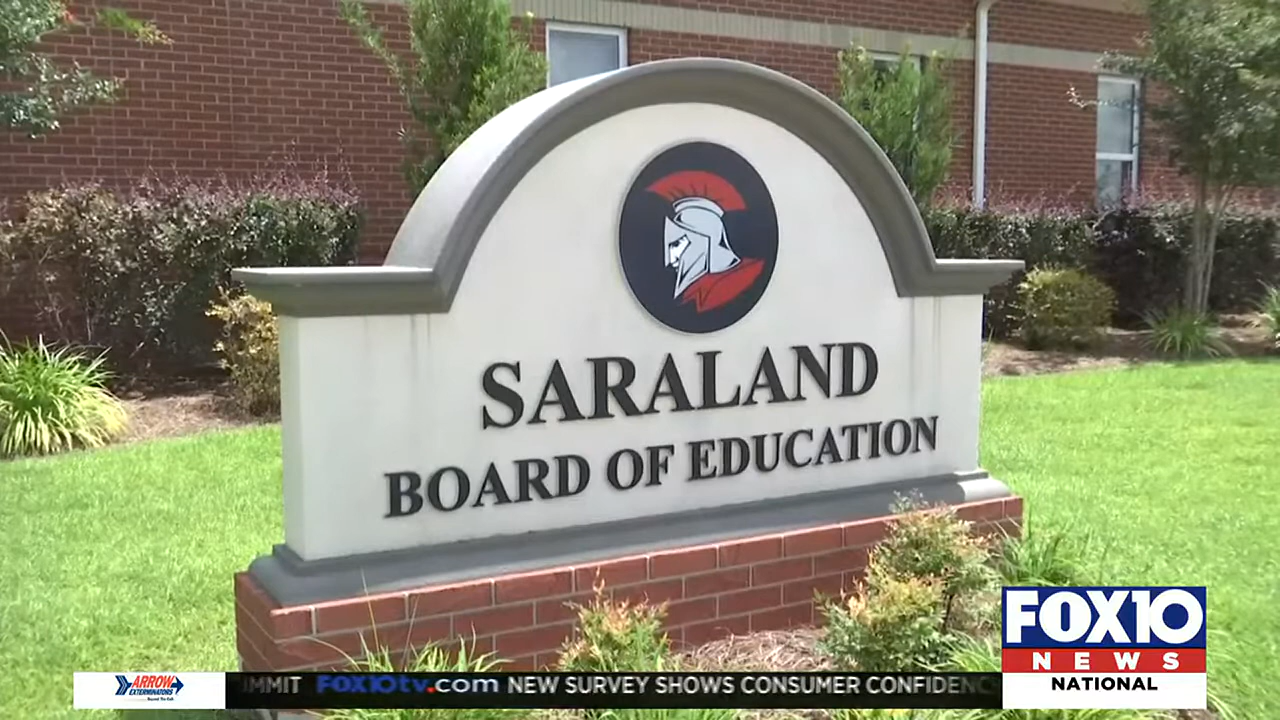 SARALAND
BOARD OF EDUCATION
FOX10
NEWS
NATIONAL
ARROW
EXTERMINATORS
UMMIT FOX10tv.com NEW SURVEY SHOWS CONSUMER CONFIDENC